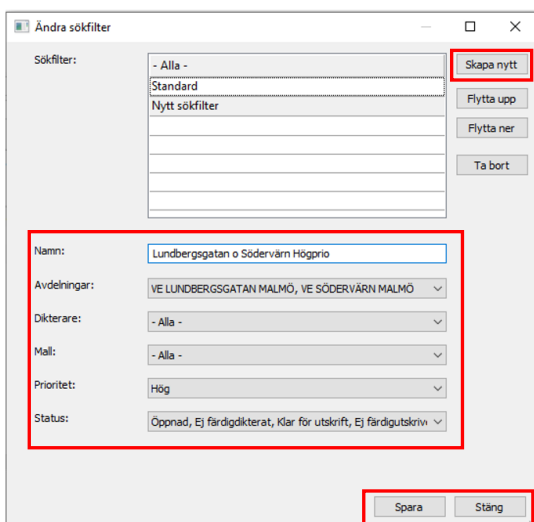 Ändra sökfilter
Sökfilter:
- Alla -
Standard
Nytt sökfilter
Skapa nytt
Flytta upp
Flytta ner
Ta bort
Namn:
Lundbergsgatan o Södervärn Högprio
Avdelningar:
VE LUNDBERGSGATAN MALMÖ, VE SÖDERVÄRN MALMÖ
Dikterare:
- Alla -
Mall:
- Alla -
Prioritet:
Hög
Status:
Öppnad, Ej färdigdikterat, Klar för utskrift, Ej färdigutskriv
Spara
Stäng